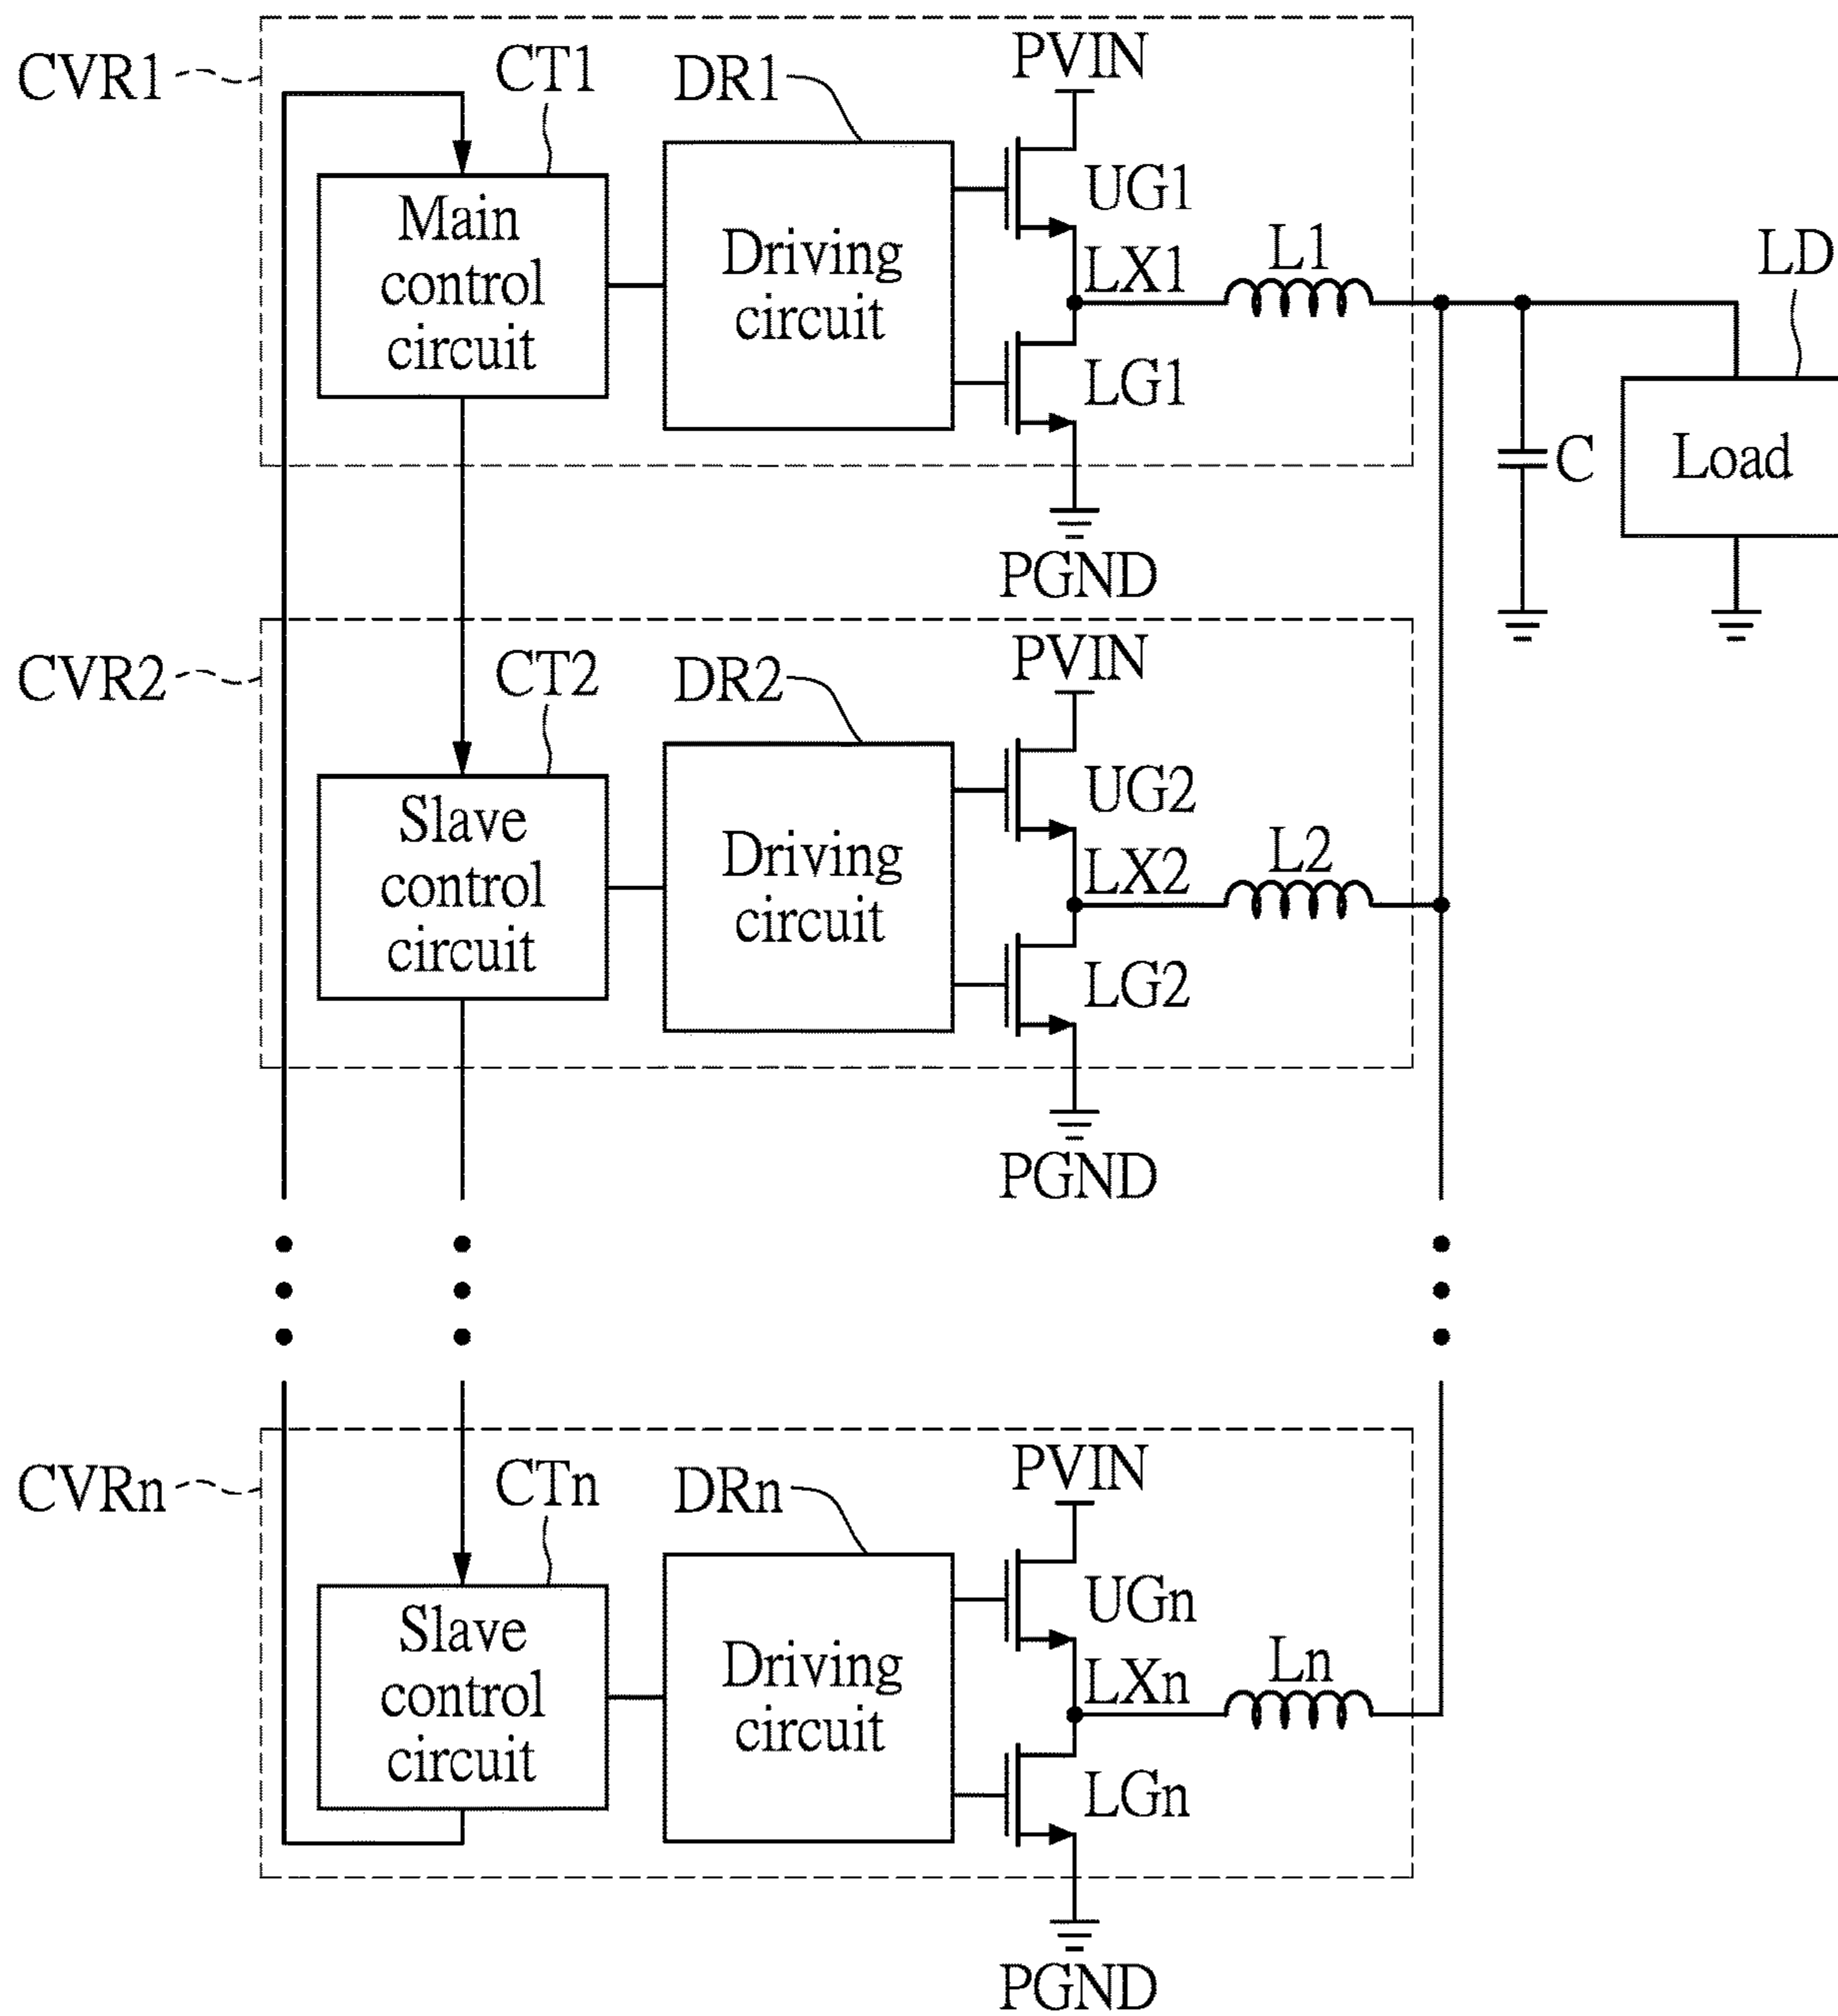 CVR1
CT1
DR1
PVIN
Main
control
circuit
Driving
circuit
UG1
LX1
L1
LG1
LD
C
Load
PGND
CVR2
CT2
DR2
PVIN
Slave
control
circuit
Driving
circuit
UG2
LX2
L2
LG2
PGND
CVRn
CTn
DRn
PVIN
Slave
control
circuit
Driving
circuit
UGn
LXn
Ln
LGn
PGND